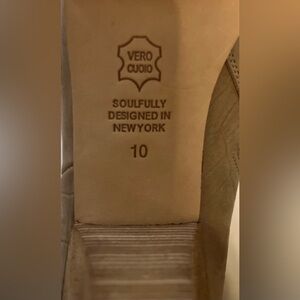 VERO
CUOIO
SOULFULLY
DESIGNED IN
NEWYORK
10